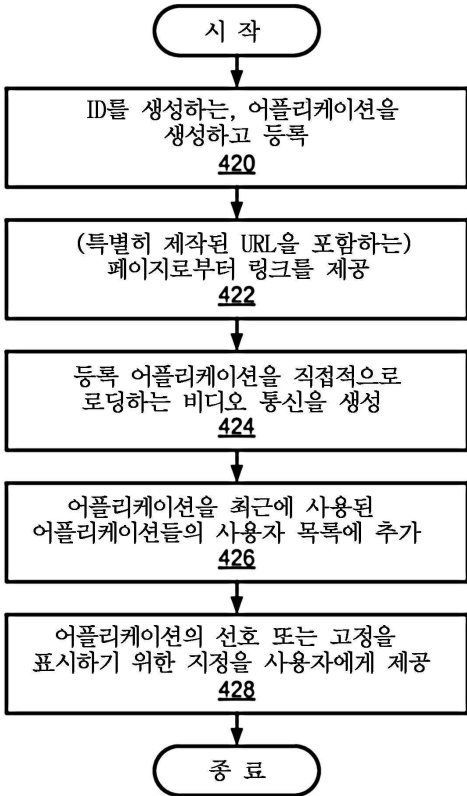 시 작
ID를 생성하는, 어플리케이션을
생성하고 등록
420
(특별히 제작된 URL을 포함하는)
페이지로부터 링크를 제공
422
등록 어플리케이션을 직접적으로
로딩하는 비디오 통신을 생성
424
어플리케이션을 최근에 사용된
어플리케이션들의 사용자 목록에 추가
426
어플리케이션의 선호 또는 고정을
표시하기 위한 지정을 사용자에게 제공
428
종 료